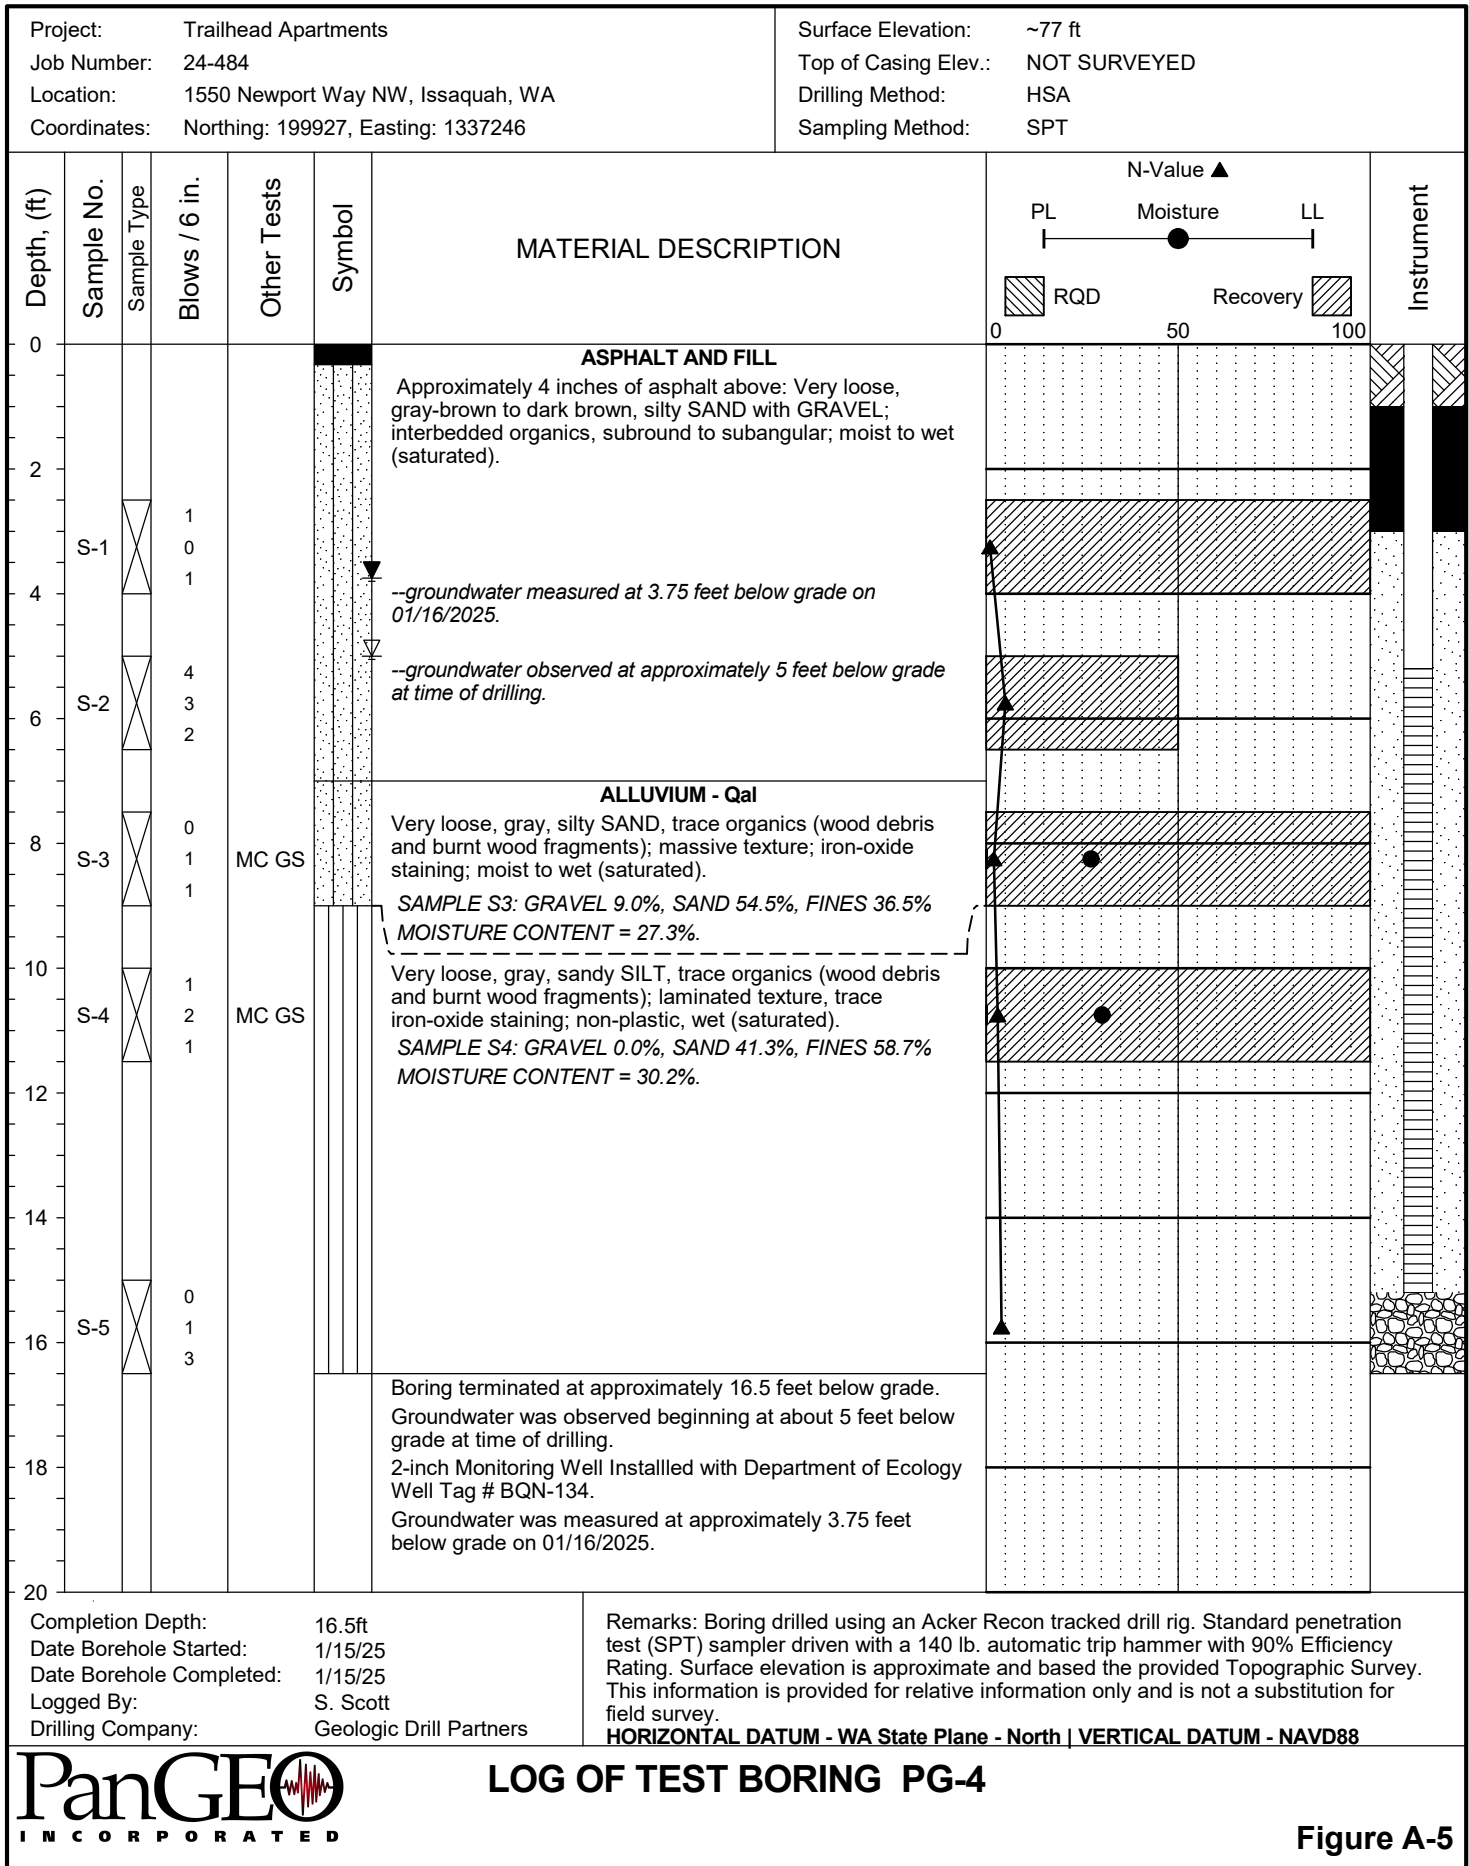 Project: Trailhead Apartments
Job Number: 24-484
Location: 1550 Newport Way NW, Issaquah, WA
Coordinates: Northing: 199927, Easting: 1337246
Surface Elevation: ~77 ft
Top of Casing Elev.: NOT SURVEYED
Drilling Method: HSA
Sampling Method: SPT
Depth, (ft)
Sample No.
Sample Type
Blows / 6 in.
Other Tests
Symbol
MATERIAL DESCRIPTION
N-Value
PL Moisture LL
RQD Recovery
0 50 100
Instrument
0
ASPHALT AND FILL
Approximately 4 inches of asphalt above: Very loose,
gray-brown to dark brown, silty SAND with GRAVEL;
interbedded organics, subround to subangular; moist to wet
(saturated).
2
S-1
1
0
1
4
--groundwater measured at 3.75 feet below grade on
01/16/2025.
--groundwater observed at approximately 5 feet below grade
at time of drilling.
S-2
4
3
2
6
ALLUVIUM - Qal
Very loose, gray, silty SAND, trace organics (wood debris
and burnt wood fragments); massive texture; iron-oxide
staining; moist to wet (saturated).
SAMPLE S3: GRAVEL 9.0%, SAND 54.5%, FINES 36.5%
MOISTURE CONTENT = 27.3%.
8
S-3
0
1
1
MC GS
10
Very loose, gray, sandy SILT, trace organics (wood debris
and burnt wood fragments); laminated texture, trace
iron-oxide staining; non-plastic, wet (saturated).
SAMPLE S4: GRAVEL 0.0%, SAND 41.3%, FINES 58.7%
MOISTURE CONTENT = 30.2%.
S-4
1
2
1
MC GS
12
14
S-5
0
1
3
16
Boring terminated at approximately 16.5 feet below grade.
Groundwater was observed beginning at about 5 feet below
grade at time of drilling.
2-inch Monitoring Well Installled with Department of Ecology
Well Tag # BQN-134.
Groundwater was measured at approximately 3.75 feet
below grade on 01/16/2025.
18
20
Completion Depth: 16.5ft
Date Borehole Started: 1/15/25
Date Borehole Completed: 1/15/25
Logged By: S. Scott
Drilling Company: Geologic Drill Partners
Remarks: Boring drilled using an Acker Recon tracked drill rig. Standard penetration
test (SPT) sampler driven with a 140 lb. automatic trip hammer with 90% Efficiency
Rating. Surface elevation is approximate and based the provided Topographic Survey.
This information is provided for relative information only and is not a substitution for
field survey.
HORIZONTAL DATUM - WA State Plane - North | VERTICAL DATUM - NAVD88
PanGEO
INCORPORATED
LOG OF TEST BORING PG-4
Figure A-5